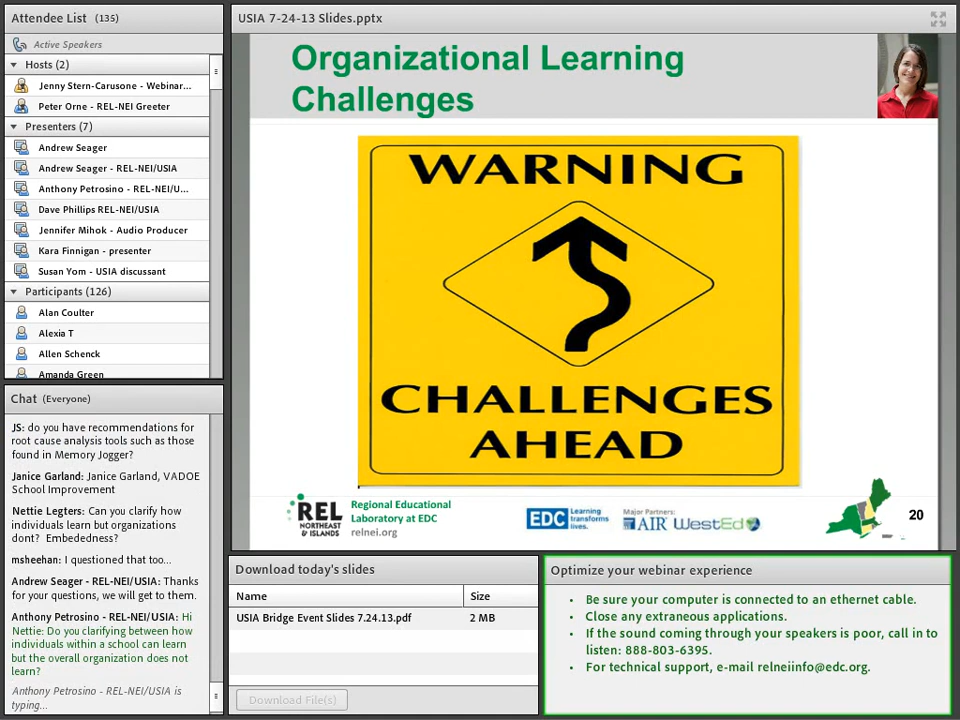 Attendee List (135)
Active Speakers
Hosts (2)
Jenny Stern-Carusone - Webinar...
Peter Orne - REL-NEI Greeter
Presenters (7)
Andrew Seager
Andrew Seager - REL-NEI/USIA
Anthony Petrosino - REL-NEI/U...
Dave Phillips REL-NEI/USIA
Jennifer Mihok - Audio Producer
Kara Finnigan - presenter
Susan Yom - USIA discussant
Participants (126)
Alan Coulter
Alexia T
Allen Schenck
Amanda Green
Chat (Everyone)
JS: do you have recommendations for
root cause analysis tools such as those
found in Memory Jogger?
Janice Garland: Janice Garland, VADOE
School Improvement
Nettie Legters: Can you clarify how
individuals learn but organizations
dont? Embededness?
msheehan: I questioned that too...
Andrew Seager - REL-NEI/USIA: Thanks
for your questions, we will get to them.
Anthony Petrosino - REL-NEI/USIA: Hi
Nettie: Do you clarifying between how
individuals within a school can learn
but the overall organization does not
learn?
Anthony Petrosino - REL-NEI/USIA is
typing...
USIA 7-24-13 Slides.pptx
Organizational Learning
Challenges
WARNING
CHALLENGES
AHEAD
REL
NORTHEAST
& ISLANDS
Regional Educational
Laboratory at EDC
relnei.org
EDC Learning
transforms
lives.
Major Partners:
AIR WestEd
20
Download today's slides
Name Size
USIA Bridge Event Slides 7.24.13.pdf 2 MB
Download File(s)
Optimize your webinar experience
• Be sure your computer is connected to an ethernet cable.
• Close any extraneous applications.
• If the sound coming through your speakers is poor, call in to
listen: 888-803-6395.
• For technical support, e-mail relneiinfo@edc.org.